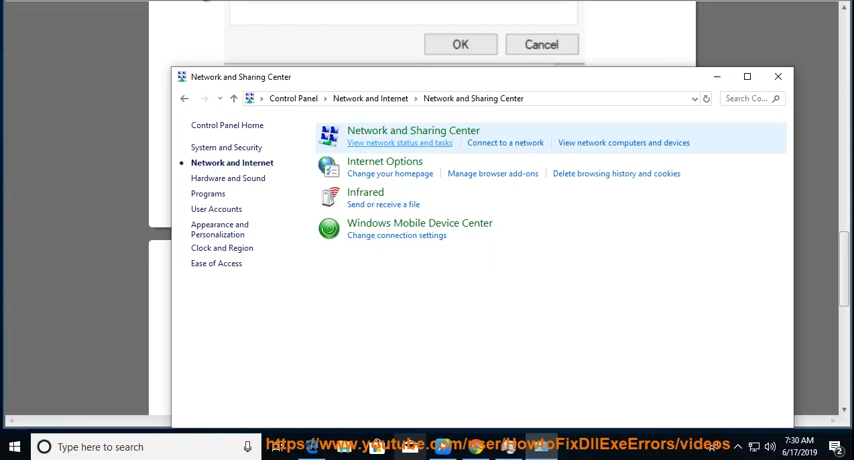 OK Cancel
Network and Sharing Center
Control Panel > Network and Internet > Network and Sharing Center Search Co...
Control Panel Home
System and Security
Network and Internet
Hardware and Sound
Programs
User Accounts
Appearance and
Personalization
Clock and Region
Ease of Access
Network and Sharing Center
View network status and tasks Connect to a network View network computers and devices
Internet Options
Change your homepage Manage browser add-ons Delete browsing history and cookies
Infrared
Send or receive a file
Windows Mobile Device Center
Change connection settings
Type here to search
https://www.youtube.com/user/HowtoFixDllExeErrors/videos
7:30 AM
6/17/2019
2